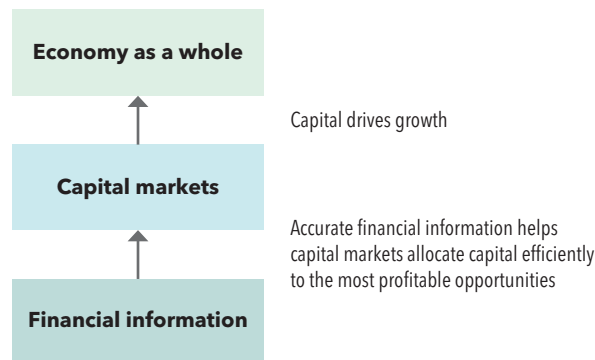 Economy as a whole
Capital drives growth
Capital markets
Accurate financial information helps
capital markets allocate capital efficiently
to the most profitable opportunities
Financial information